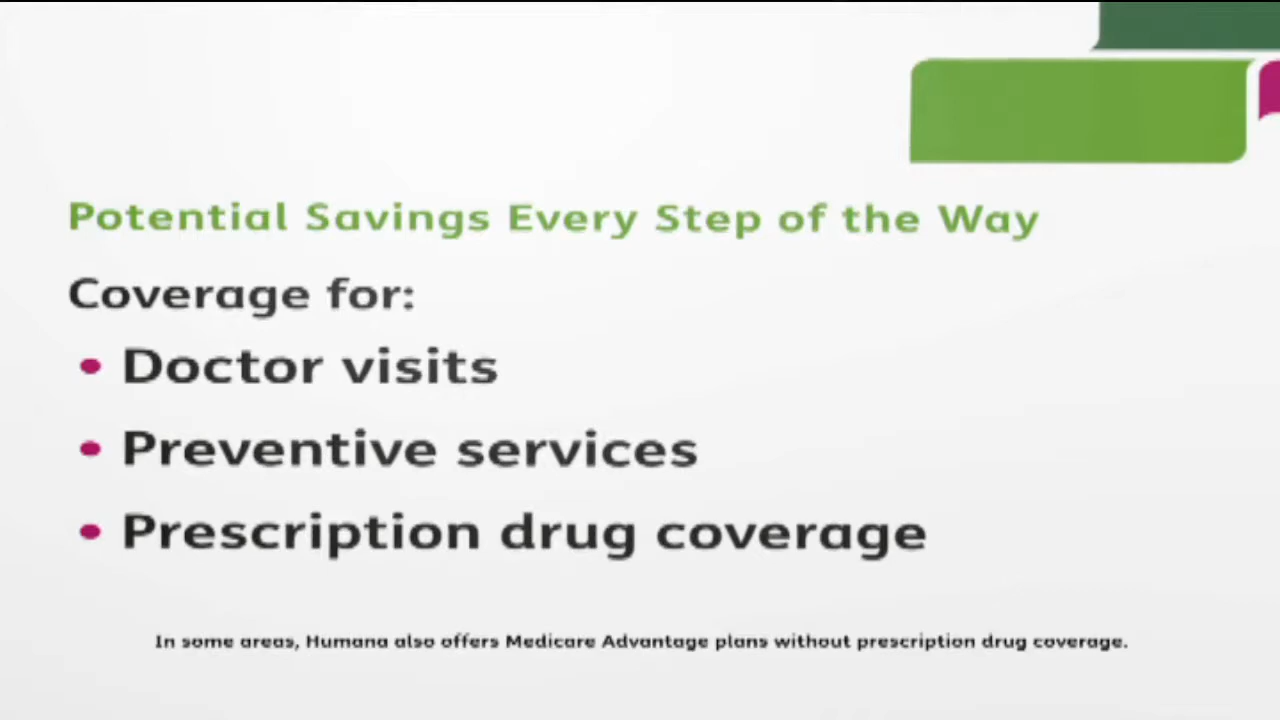 Potential Savings Every Step of the Way
Coverage for:
• Doctor visits
• Preventive services
• Prescription drug coverage
In some areas, Humana also offers Medicare Advantage plans without prescription drug coverage.